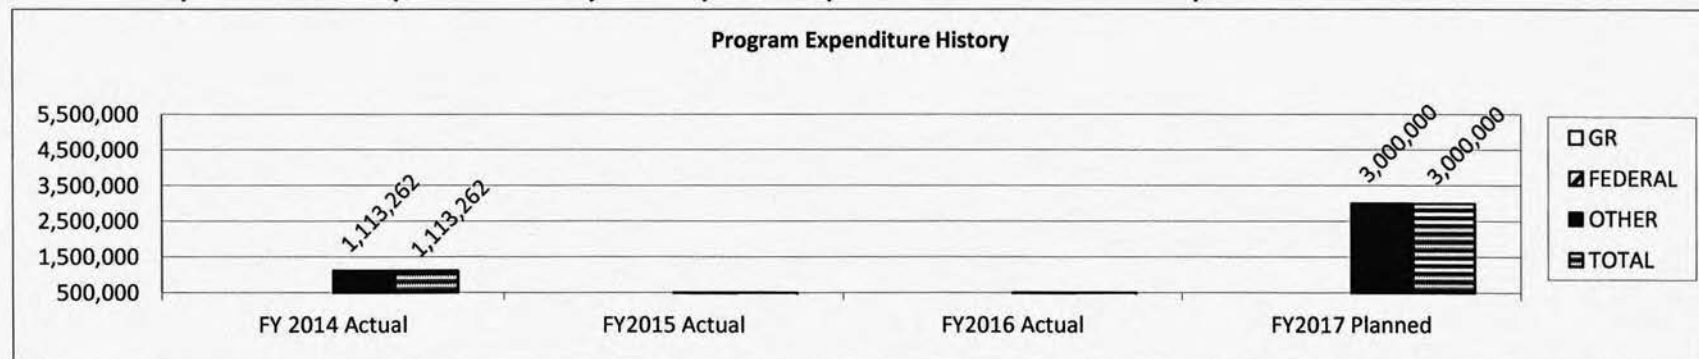 Program Expenditure History
5,500,000
4,500,000
3,500,000
2,500,000
1,500,000
500,000
1,113,262
1,113,262
3,000,000
3,000,000
FY 2014 Actual
FY2015 Actual
FY2016 Actual
FY2017 Planned
GR
FEDERAL
OTHER
TOTAL